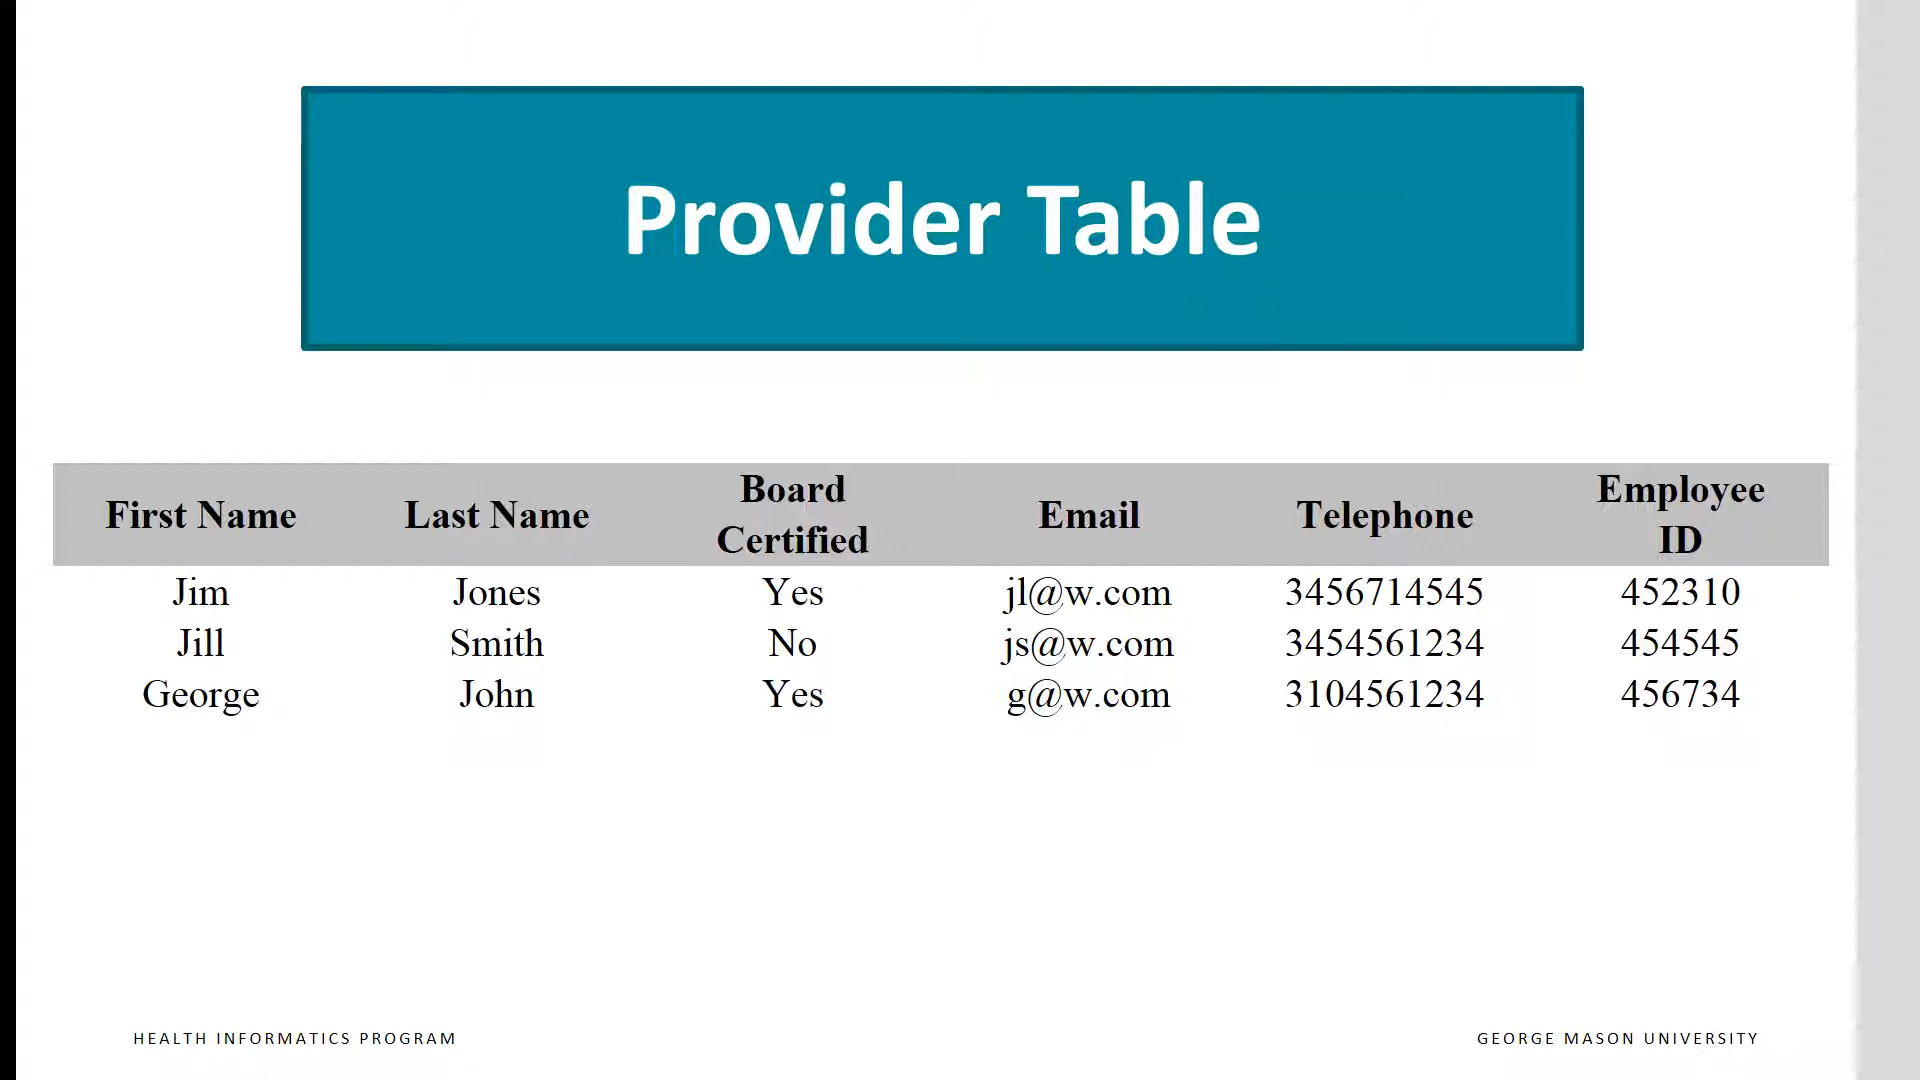 Provider Table
First Name Last Name Board Certified Email Telephone Employee ID
Jim Jones Yes jl@w.com 3456714545 452310
Jill Smith No js@w.com 3454561234 454545
George John Yes g@w.com 3104561234 456734
HEALTH INFORMATICS PROGRAM GEORGE MASON UNIVERSITY